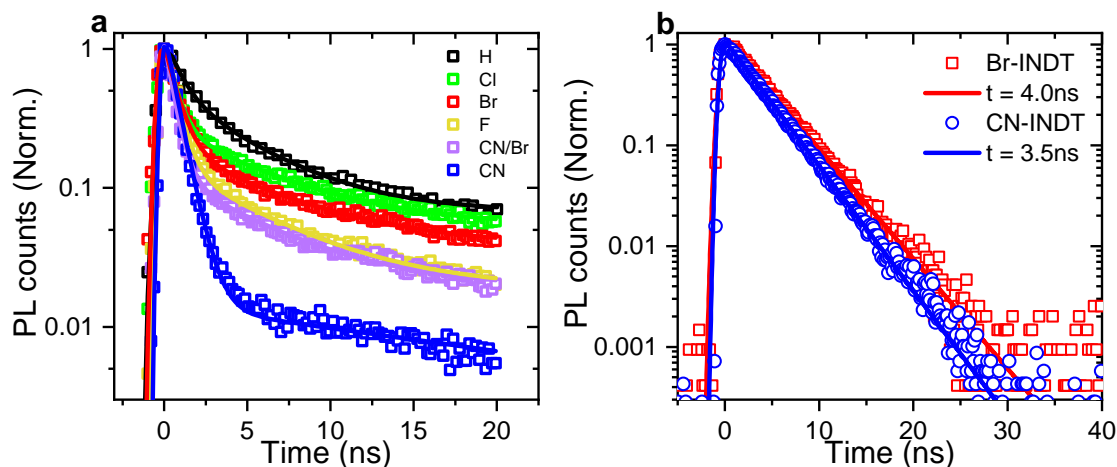 a
PL counts (Norm.)
1
0.1
0.01
H
Cl
Br
F
CN/Br
CN
0 5 10 15 20
Time (ns)
b
PL counts (Norm.)
1
0.1
0.01
0.001
Br-INDT
t = 4.0ns
CN-INDT
t = 3.5ns
0 10 20 30 40
Time (ns)